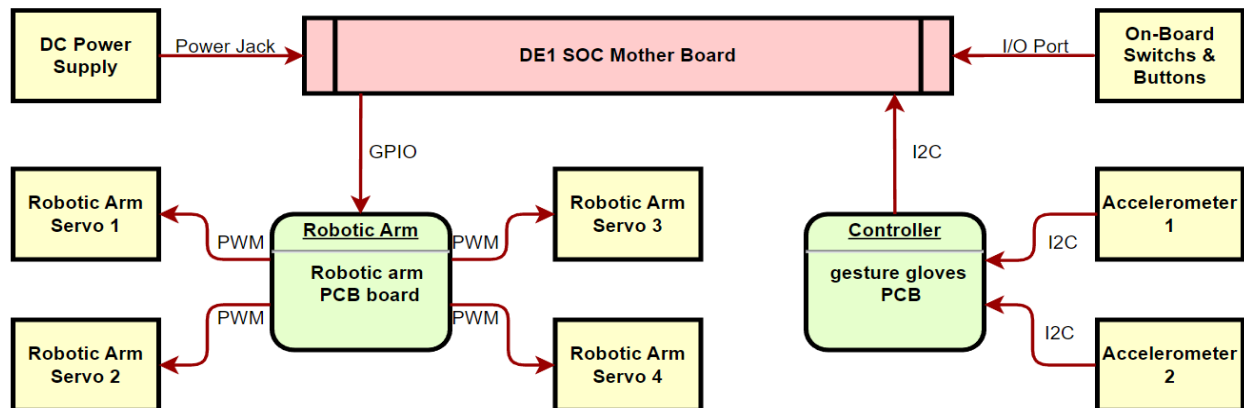 DC Power
Supply
Power Jack
DE1 SOC Mother Board
I/O Port
On-Board
Switchs &
Buttons
GPIO
I2C
Robotic Arm
Servo 1
PWM
Robotic Arm
Robotic arm
PCB board
PWM
Robotic Arm
Servo 3
Controller
gesture gloves
PCB
I2C
Accelerometer
1
Robotic Arm
Servo 2
PWM
PWM
Robotic Arm
Servo 4
I2C
Accelerometer
2